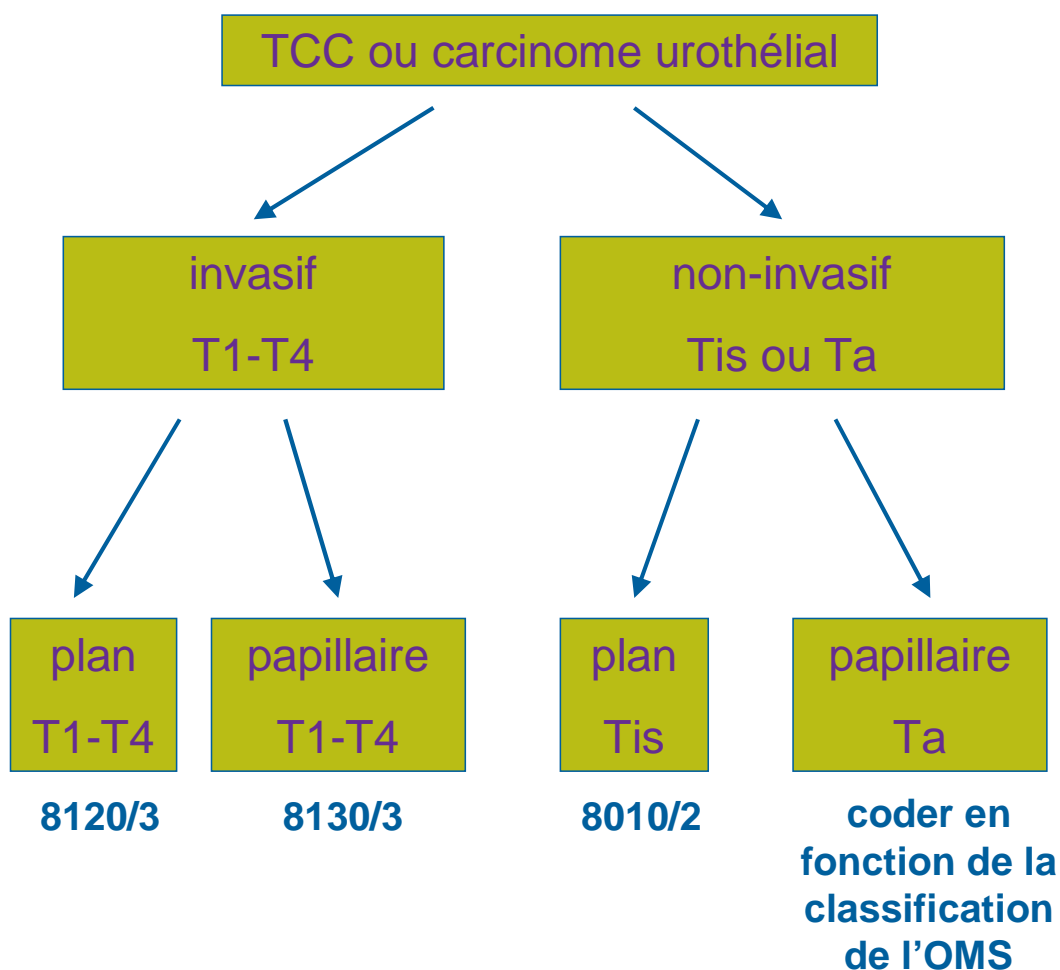 TCC ou carcinome urothélial
invasif
T1-T4
non-invasif
Tis ou Ta
plan
T1-T4
papillaire
T1-T4
plan
Tis
papillaire
Ta
8120/3
8130/3
8010/2
coder en
fonction de la
classification
de l’OMS